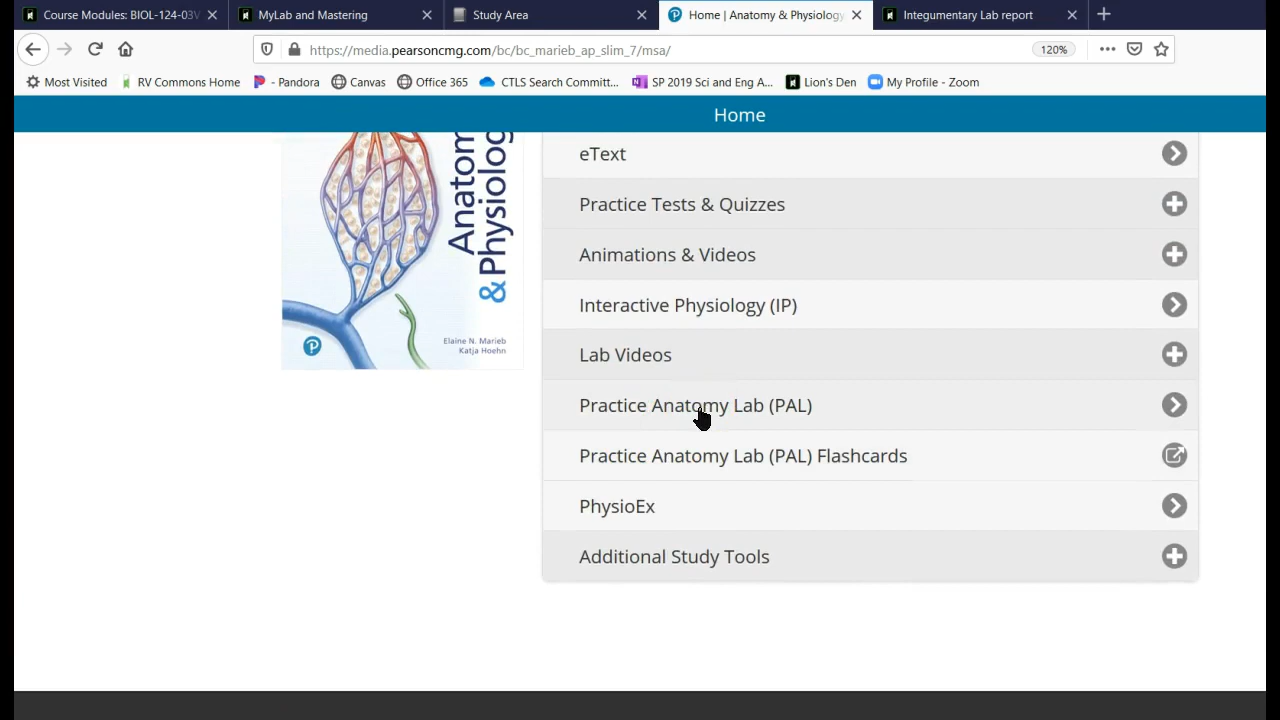 Course Modules: BIOL-124-03V
MyLab and Mastering
Study Area
Home | Anatomy & Physiology
Integumentary Lab report
https://media.pearsoncmg.com/bc/bc_marieb_ap_slim_7/msa/
120%
Most Visited
RV Commons Home
- Pandora
Canvas
Office 365
CTLS Search Committ...
SP 2019 Sci and Eng A...
Lion's Den
My Profile - Zoom
Home
Anatom
& Physiolog
Elaine N. Marieb
Katja Hoehn
eText
Practice Tests & Quizzes
Animations & Videos
Interactive Physiology (IP)
Lab Videos
Practice Anatomy Lab (PAL)
Practice Anatomy Lab (PAL) Flashcards
PhysioEx
Additional Study Tools